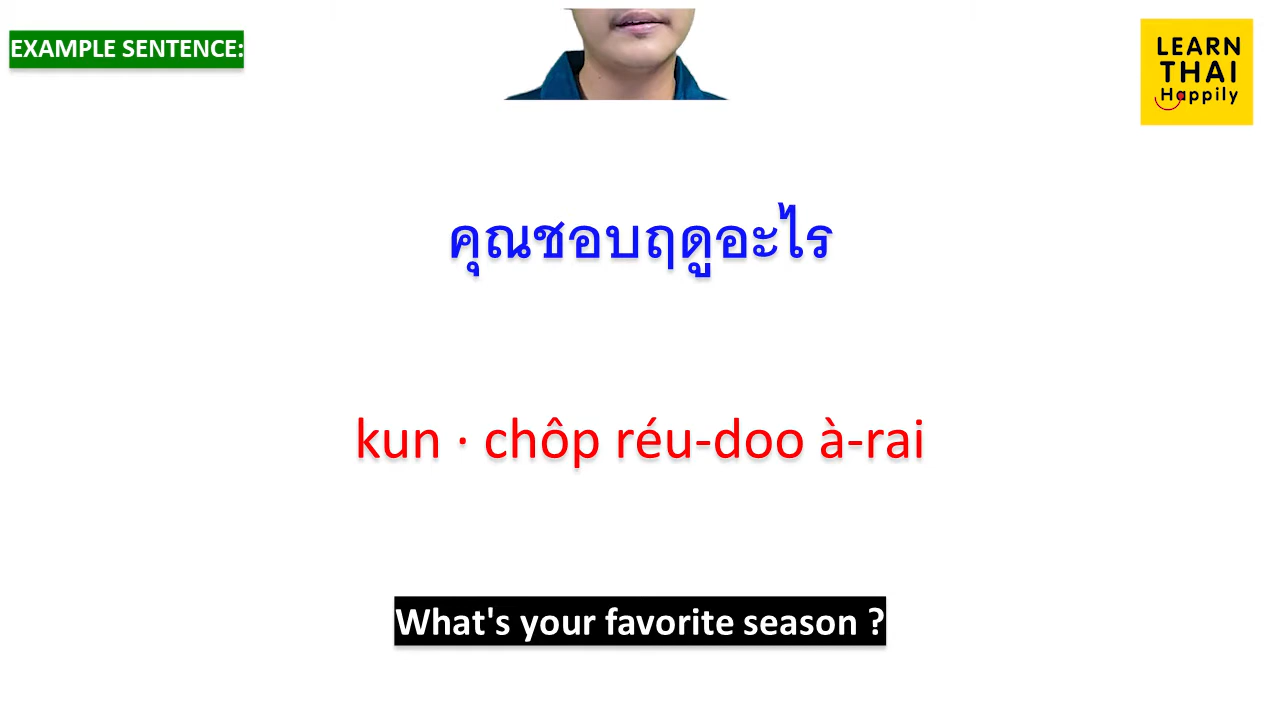 EXAMPLE SENTENCE:
LEARN
THAI
Happily
คุณชอบฤดูอะไร
kun · chôp réu-doo à-rai
What's your favorite season ?